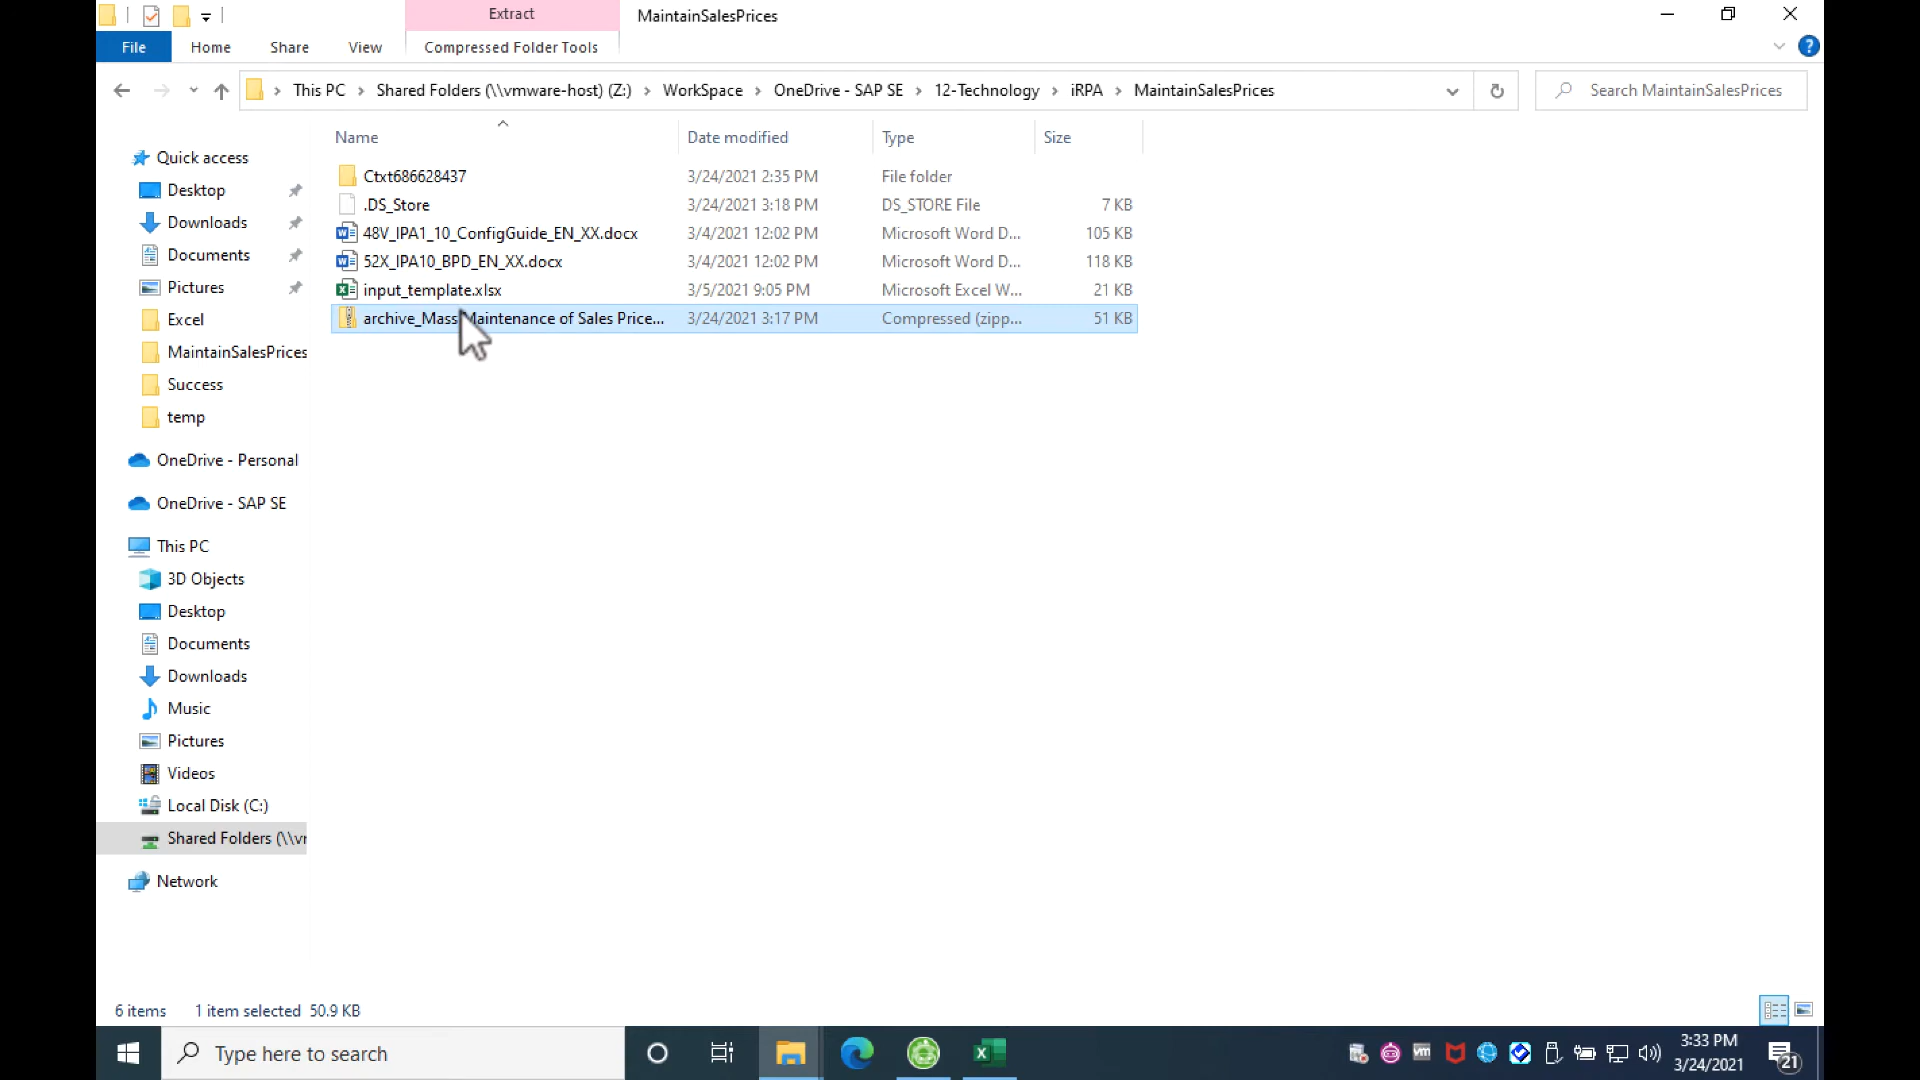 Extract
MaintainSalesPrices
File
Home
Share
View
Compressed Folder Tools
?
This PC
Shared Folders (\\vmware-host) (Z:)
WorkSpace
OneDrive - SAP SE
12-Technology
iRPA
MaintainSalesPrices
Search MaintainSalesPrices
Name
Date modified
Type
Size
Ctxt686628437
3/24/2021 2:35 PM
File folder
.DS_Store
3/24/2021 3:18 PM
DS_STORE File
7 KB
48V_IPA1_10_ConfigGuide_EN_XX.docx
3/4/2021 12:02 PM
Microsoft Word D...
105 KB
52X_IPA10_BPD_EN_XX.docx
3/4/2021 12:02 PM
Microsoft Word D...
118 KB
input_template.xlsx
3/5/2021 9:05 PM
Microsoft Excel W...
21 KB
archive_Mass Maintenance of Sales Price...
3/24/2021 3:17 PM
Compressed (zipp...
51 KB
Quick access
Desktop
Downloads
Documents
Pictures
Excel
MaintainSalesPrices
Success
temp
OneDrive - Personal
OneDrive - SAP SE
This PC
3D Objects
Desktop
Documents
Downloads
Music
Pictures
Videos
Local Disk (C:)
Shared Folders (\\vr
Network
6 items
1 item selected 50.9 KB
Type here to search
3:33 PM
3/24/2021
21